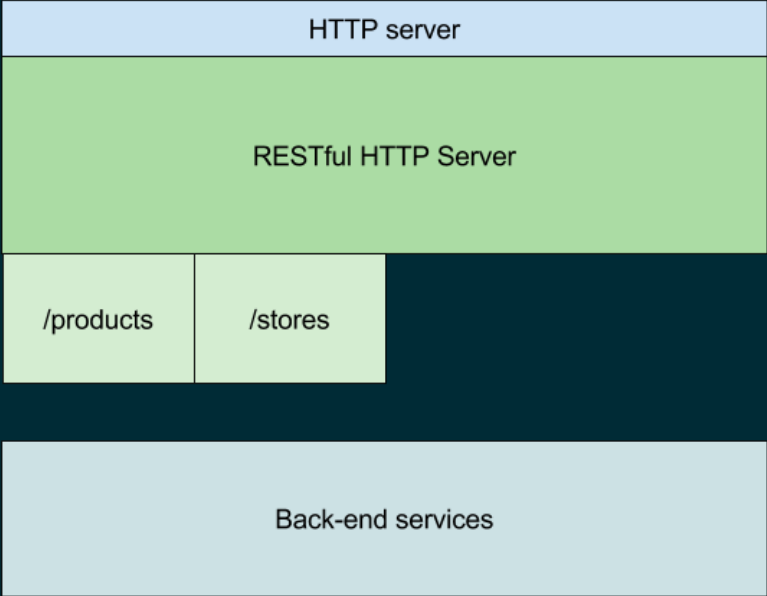 HTTP server
RESTful HTTP Server
/products
/stores
Back-end services